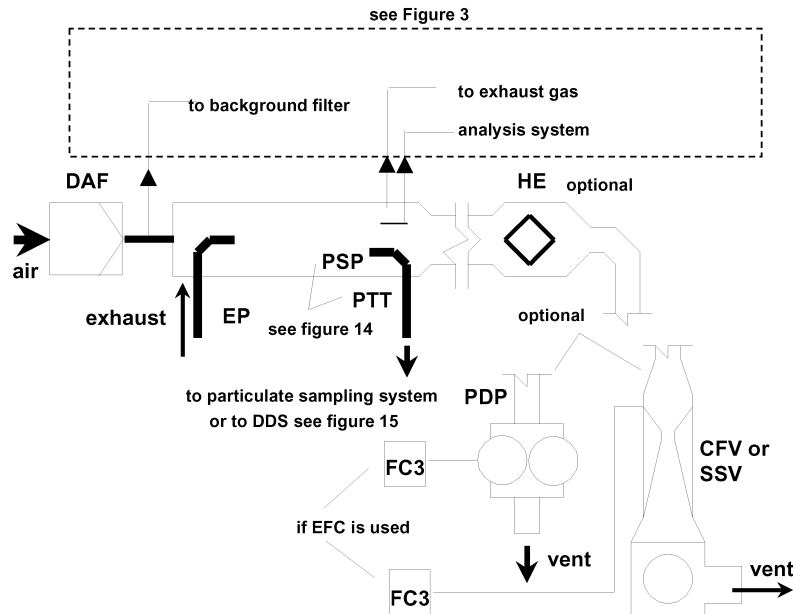 see Figure 3
to exhaust gas
to background filter
analysis system
DAF
HE optional
air
PSP
exhaust
EP
PTT
see figure 14
optional
to particulate sampling system
or to DDS see figure 15
PDP
CFV or
SSV
FC3
if EFC is used
vent
vent
FC3